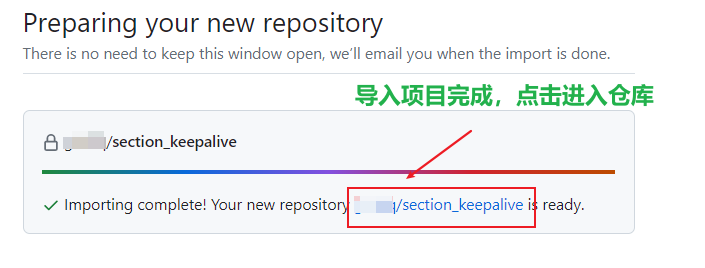 Preparing your new repository
There is no need to keep this window open, we'll email you when the import is done.
导入项目完成，点击进入仓库
/section_keepalive
Importing complete! Your new repository q/section_keepalive is ready.